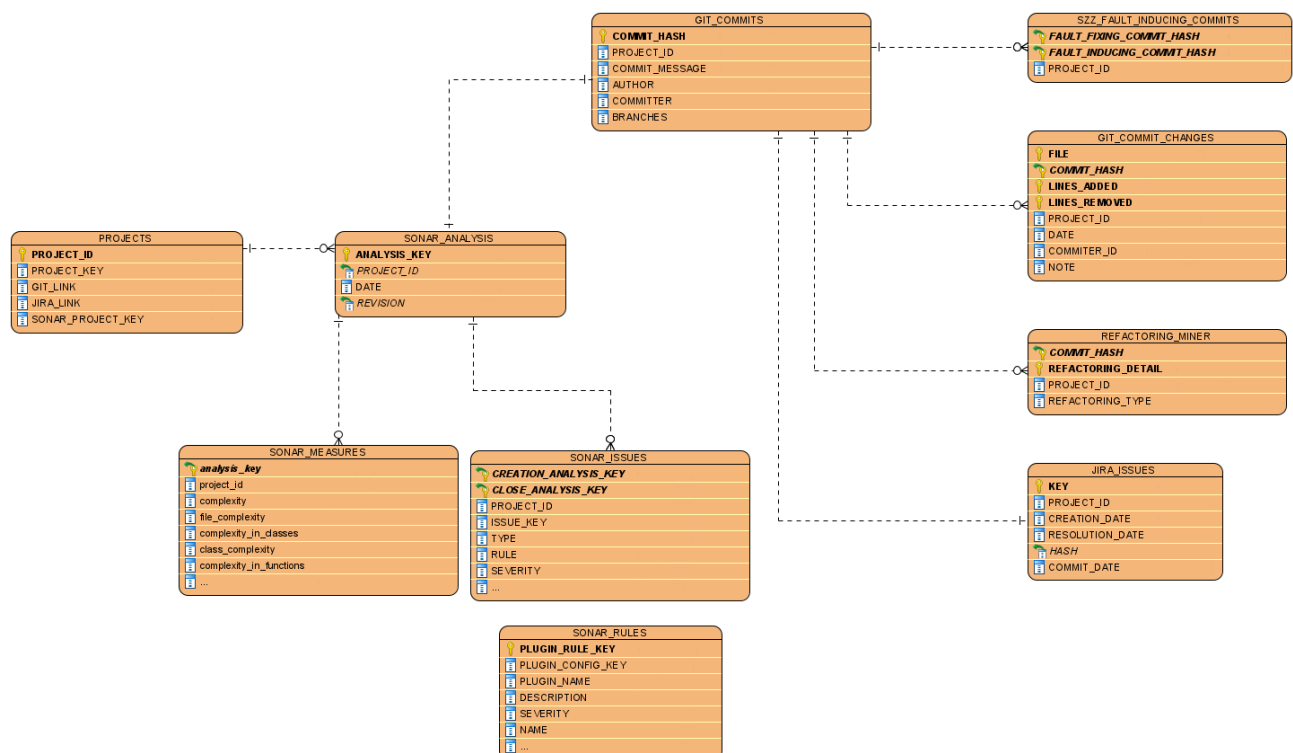 GIT_COMMITS
COMMIT_HASH
PROJECT_ID
COMMIT_MESSAGE
AUTHOR
COMMITTER
BRANCHES
SZZ_FAULT_INDUCING_COMMITS
FAULT_FIXING_COMMIT_HASH
FAULT_INDUCING_COMMIT_HASH
PROJECT_ID
GIT_COMMIT_CHANGES
FILE
COMMIT_HASH
LINES_ADDED
LINES_REMOVED
PROJECT_ID
DATE
COMMITER_ID
NOTE
PROJECTS
PROJECT_ID
PROJECT_KEY
GIT_LINK
JIRA_LINK
SONAR_PROJECT_KEY
SONAR_ANALYSIS
ANALYSIS_KEY
PROJECT_ID
DATE
REVISION
REFACTORING_MINER
COMMIT_HASH
REFACTORING_DETAIL
PROJECT_ID
REFACTORING_TYPE
SONAR_MEASURES
analysis_key
project_id
complexity
file_complexity
complexity_in_classes
class_complexity
complexity_in_functions
...
SONAR_ISSUES
CREATION_ANALYSIS_KEY
CLOSE_ANALYSIS_KEY
PROJECT_ID
ISSUE_KEY
TYPE
RULE
SEVERITY
...
JIRA_ISSUES
KEY
PROJECT_ID
CREATION_DATE
RESOLUTION_DATE
HASH
COMMIT_DATE
SONAR_RULES
PLUGIN_RULE_KEY
PLUGIN_CONFIG_KEY
PLUGIN_NAME
DESCRIPTION
SEVERITY
NAME
...